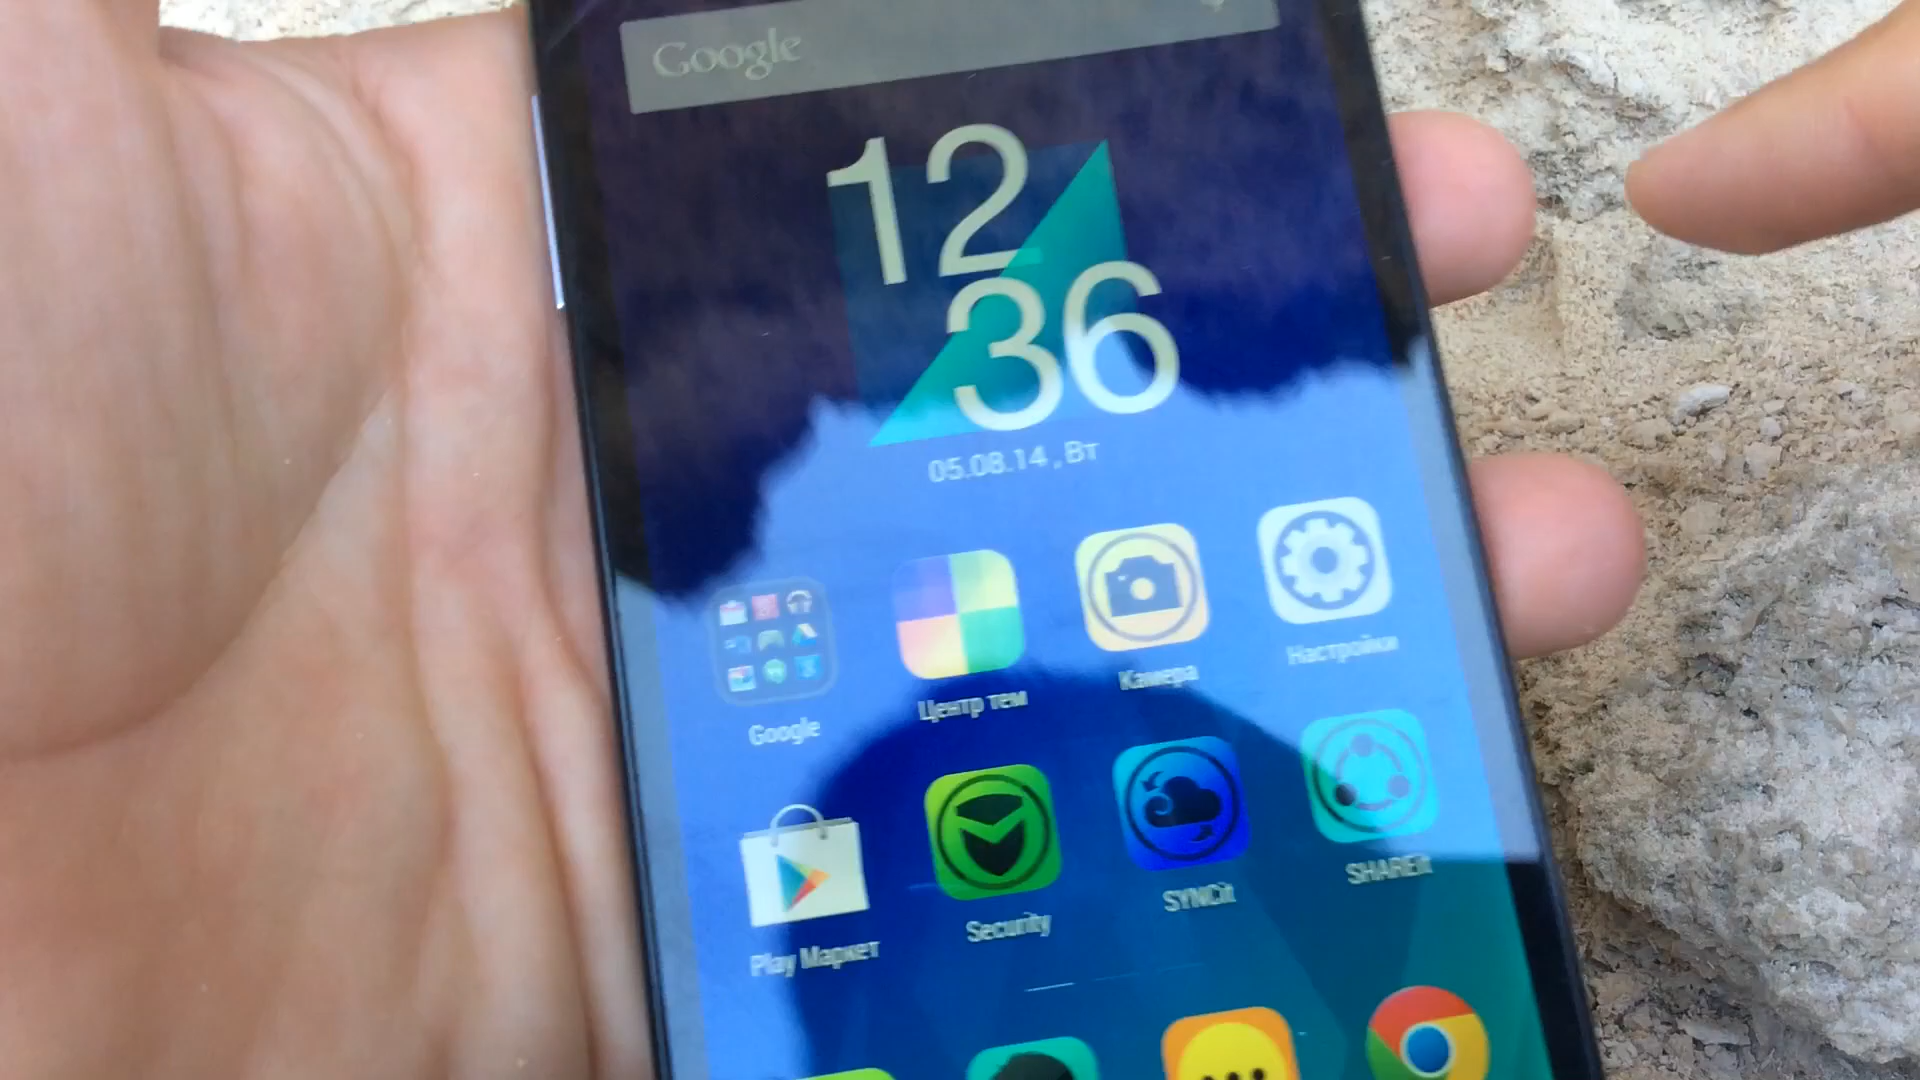 Google
12
36
05.08.14, Вт
Google
Центр тем
Камера
Настройки
Play Маркет
Security
SYNCit
SHAREit